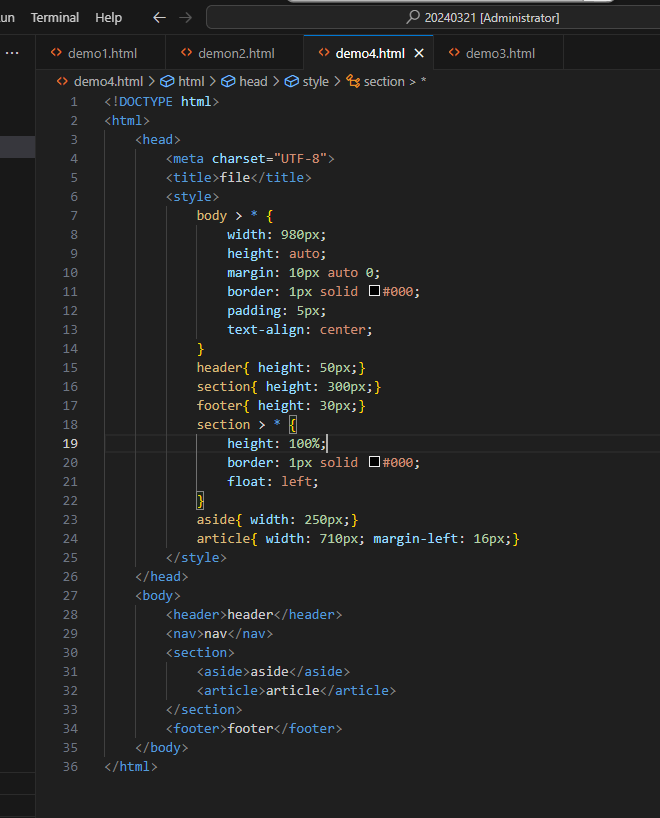 un Terminal Help ← → 20240321 [Administrator]
... demo1.html demon2.html demo4.html × demo3.html
demo4.html > html > head > style > section > *
1 <!DOCTYPE html>
2 <html>
3 <head>
4 <meta charset="UTF-8">
5 <title>file</title>
6 <style>
7 body > * {
8 width: 980px;
9 height: auto;
10 margin: 10px auto 0;
11 border: 1px solid #000;
12 padding: 5px;
13 text-align: center;
14 }
15 header{ height: 50px;}
16 section{ height: 300px;}
17 footer{ height: 30px;}
18 section > * {
19 height: 100%;
20 border: 1px solid #000;
21 float: left;
22 }
23 aside{ width: 250px;}
24 article{ width: 710px; margin-left: 16px;}
25 </style>
26 </head>
27 <body>
28 <header>header</header>
29 <nav>nav</nav>
30 <section>
31 <aside>aside</aside>
32 <article>article</article>
33 </section>
34 <footer>footer</footer>
35 </body>
36 </html>